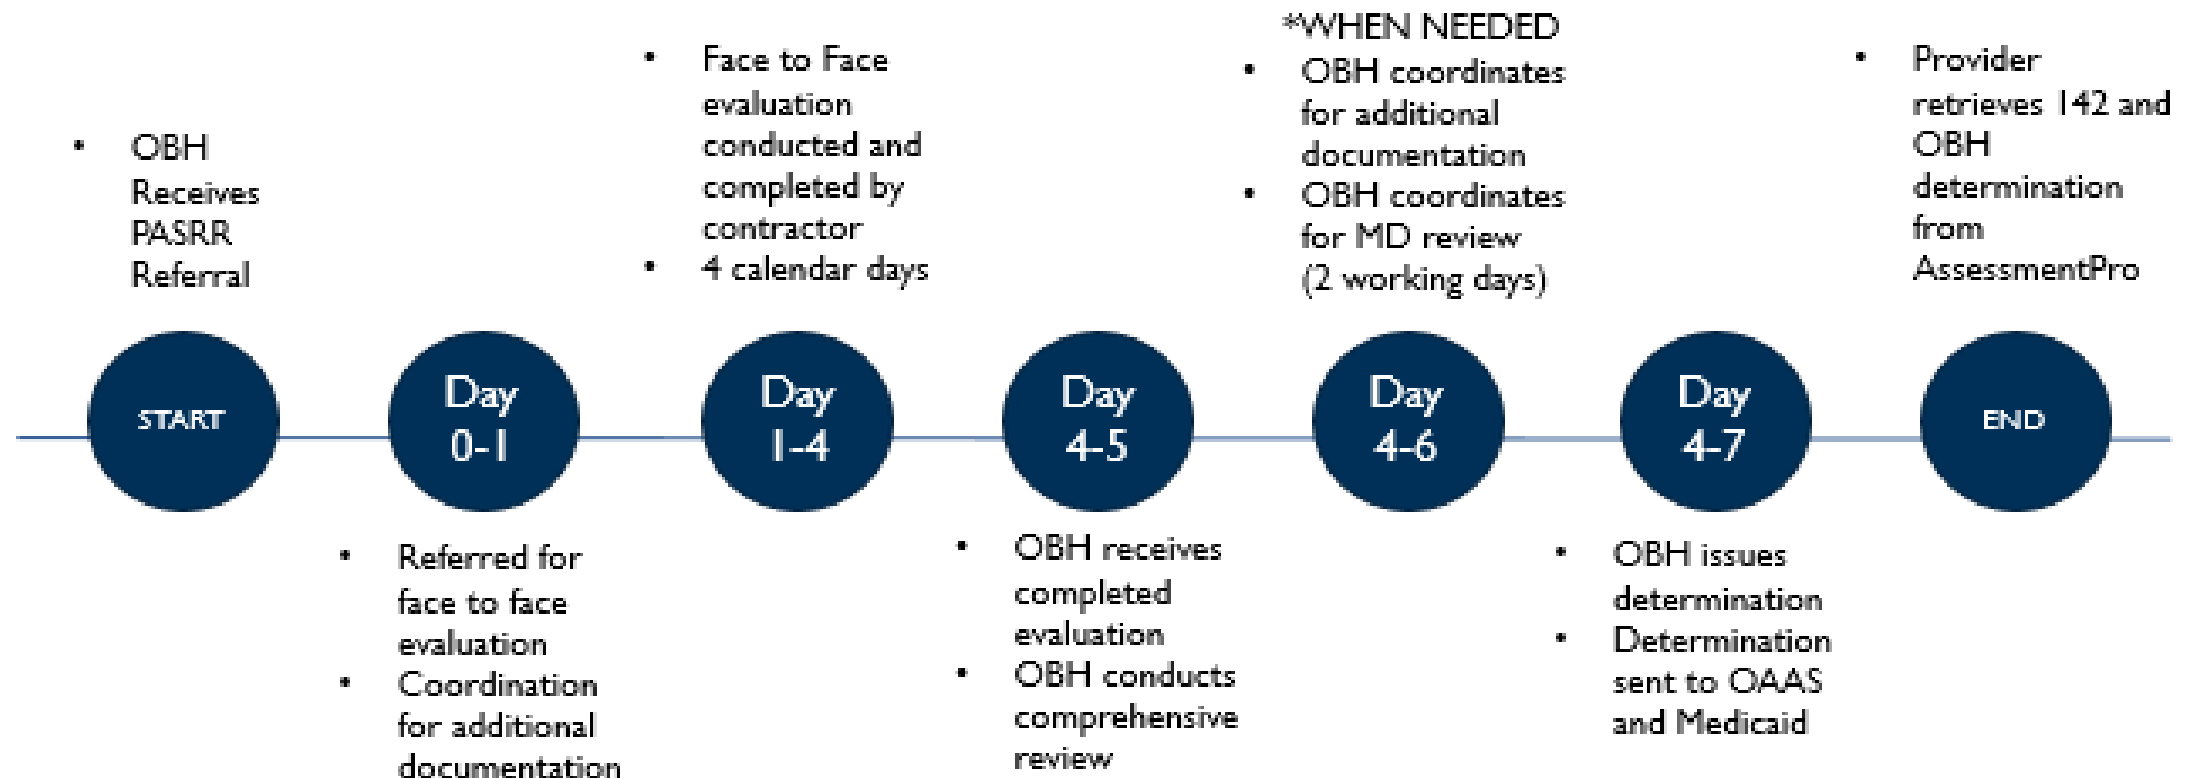 • OBH
Receives
PASRR
Referral
START
Day
0-1
• Referred for
face to face
evaluation
• Coordination
for additional
documentation
• Face to Face
evaluation
conducted and
completed by
contractor
• 4 calendar days
Day
1-4
Day
4-5
• OBH receives
completed
evaluation
• OBH conducts
comprehensive
review
*WHEN NEEDED
• OBH coordinates
for additional
documentation
• OBH coordinates
for MD review
(2 working days)
Day
4-6
Day
4-7
• OBH issues
determination
• Determination
sent to OAAS
and Medicaid
• Provider
retrieves 142 and
OBH
determination
from
AssessmentPro
END